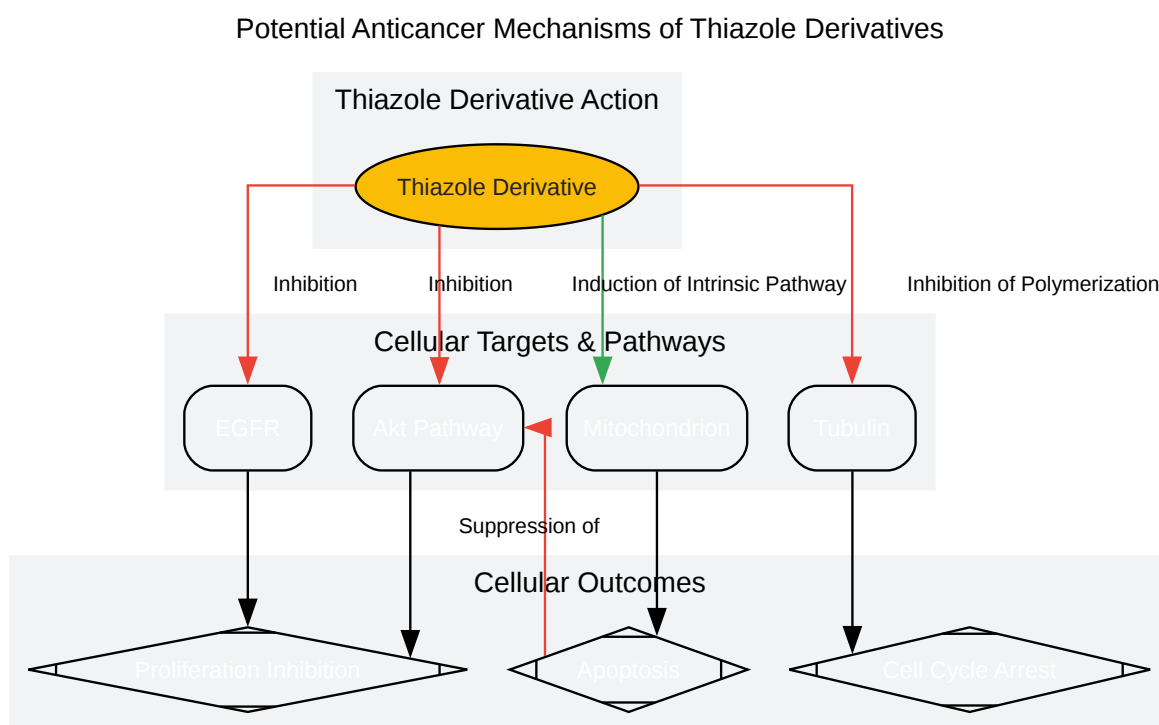 Potential Anticancer Mechanisms of Thiazole Derivatives
Thiazole Derivative Action
Thiazole Derivative
Inhibition
Inhibition
Induction of Intrinsic Pathway
Inhibition of Polymerization
Cellular Targets & Pathways
EGFR
Akt Pathway
Mitochondrion
Tubulin
Suppression of
Cellular Outcomes
Proliferation Inhibition
Apoptosis
Cell Cycle Arrest